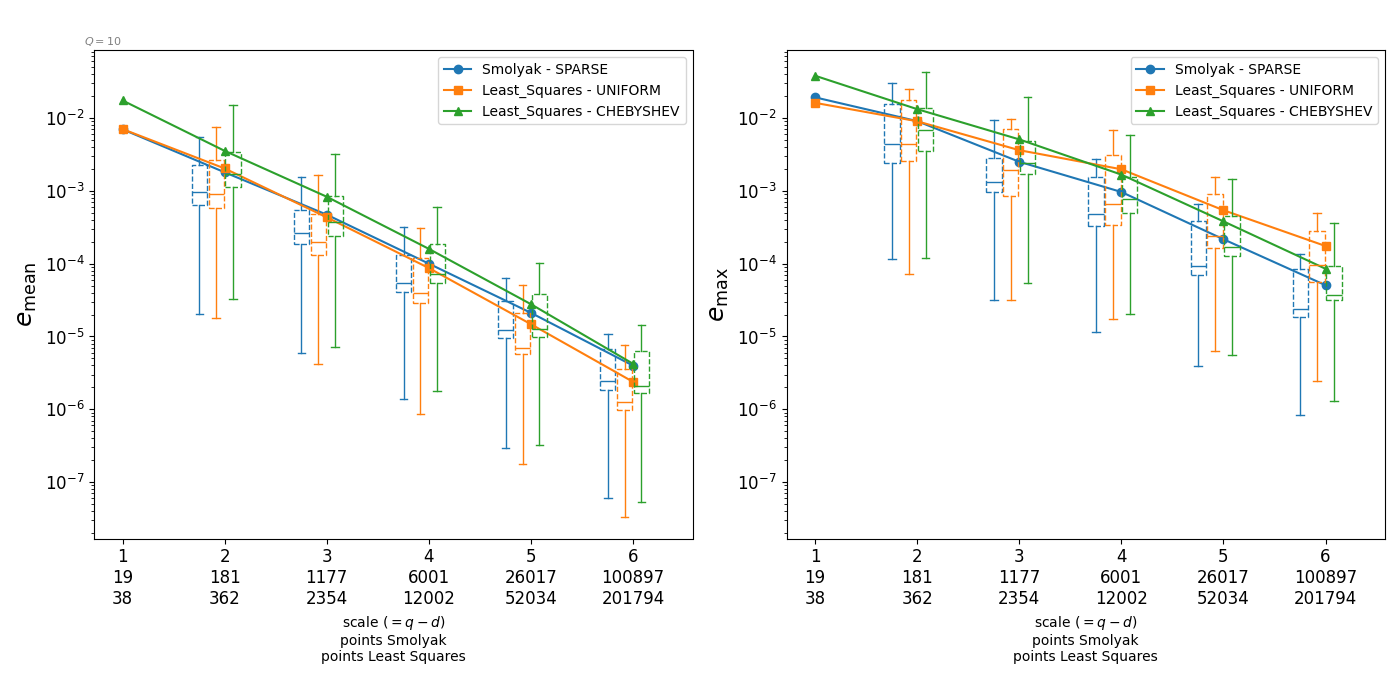 Q = 10
Smolyak - SPARSE
Least_Squares - UNIFORM
Least_Squares - CHEBYSHEV
e_mean
10^{-2}
10^{-3}
10^{-4}
10^{-5}
10^{-6}
10^{-7}
1 2 3 4 5 6
19 181 1177 6001 26017 100897
38 362 2354 12002 52034 201794
scale (= q − d)
points Smolyak
points Least Squares
Smolyak - SPARSE
Least_Squares - UNIFORM
Least_Squares - CHEBYSHEV
e_max
10^{-2}
10^{-3}
10^{-4}
10^{-5}
10^{-6}
10^{-7}
1 2 3 4 5 6
19 181 1177 6001 26017 100897
38 362 2354 12002 52034 201794
scale (= q − d)
points Smolyak
points Least Squares